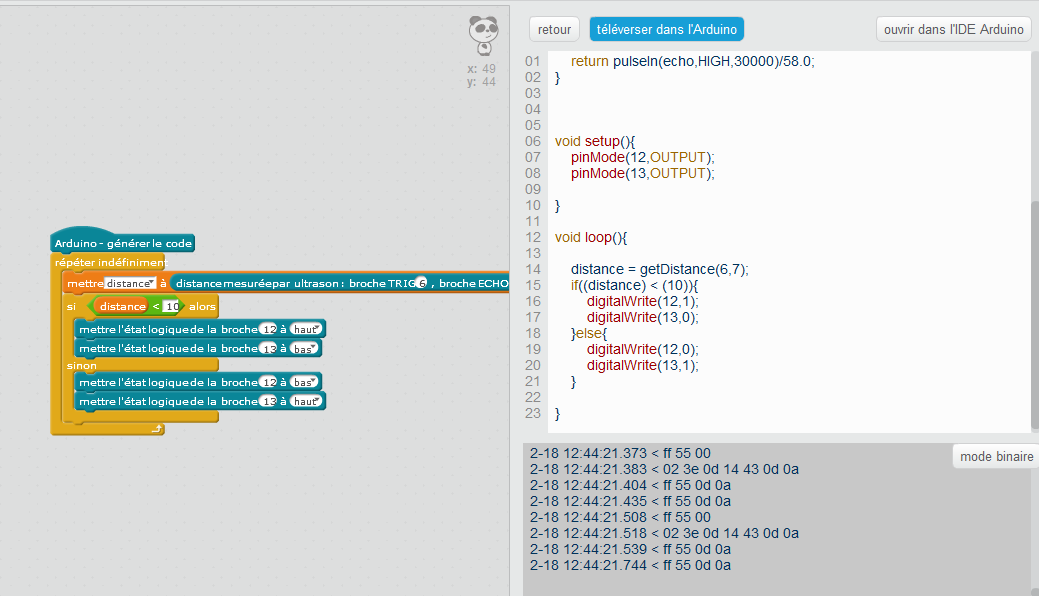 x: 49
y: 44
Arduino - générer le code
répéter indéfiniment
mettre distance à distance mesurée par ultrason : broche TRIG 6 , broche ECHO
si distance < 10 alors
mettre l'état logique de la broche 12 à haut
mettre l'état logique de la broche 13 à bas
sinon
mettre l'état logique de la broche 12 à bas
mettre l'état logique de la broche 13 à haut
retour téléverser dans l'Arduino ouvrir dans l'IDE Arduino
01 return pulseIn(echo,HIGH,30000)/58.0;
02 }
03
04
05
06 void setup(){
07 pinMode(12,OUTPUT);
08 pinMode(13,OUTPUT);
09
10 }
11
12 void loop(){
13
14 distance = getDistance(6,7);
15 if((distance) < (10)){
16 digitalWrite(12,1);
17 digitalWrite(13,0);
18 }else{
19 digitalWrite(12,0);
20 digitalWrite(13,1);
21 }
22
23 }
mode binaire
2-18 12:44:21.373 < ff 55 00
2-18 12:44:21.383 < 02 3e 0d 14 43 0d 0a
2-18 12:44:21.404 < ff 55 0d 0a
2-18 12:44:21.435 < ff 55 0d 0a
2-18 12:44:21.508 < ff 55 00
2-18 12:44:21.518 < 02 3e 0d 14 43 0d 0a
2-18 12:44:21.539 < ff 55 0d 0a
2-18 12:44:21.744 < ff 55 0d 0a